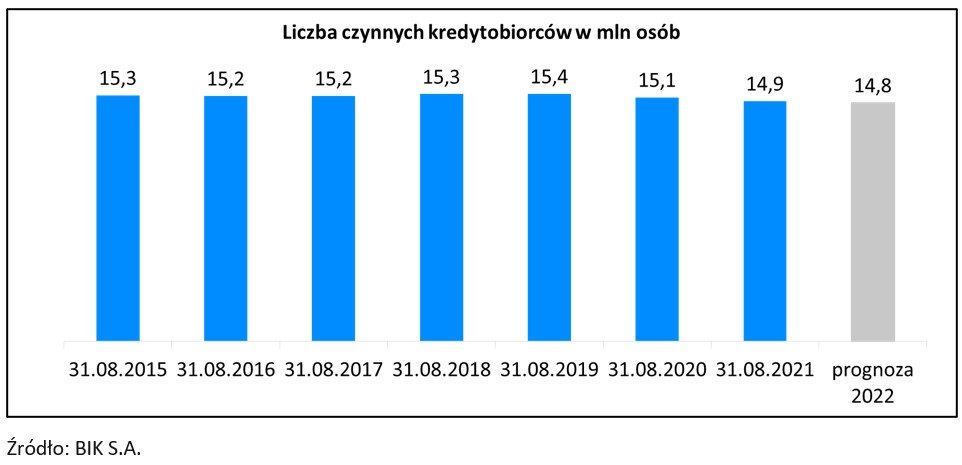 Liczba czynnych kredytobiorców w mln osób
15,3 15,2 15,2 15,3 15,4 15,1 14,9 14,8
31.08.2015 31.08.2016 31.08.2017 31.08.2018 31.08.2019 31.08.2020 31.08.2021 prognoza
2022
Źródło: BIK S.A.